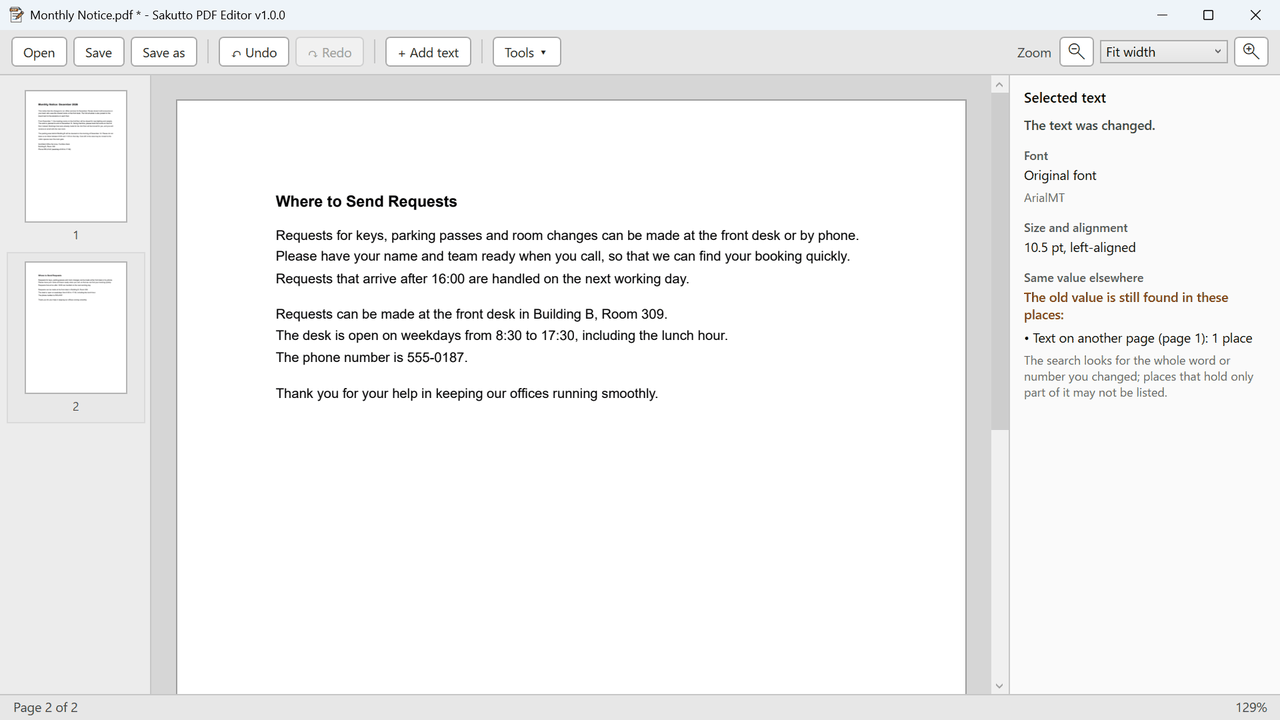 Monthly Notice.pdf * - Sakutto PDF Editor v1.0.0
Open
Save
Save as
Undo
Redo
+ Add text
Tools
Zoom
Fit width
Monthly Notice: December 2026
1
2
Where to Send Requests
Requests for keys, parking passes and room changes can be made at the front desk or by phone.
Please have your name and team ready when you call, so that we can find your booking quickly.
Requests that arrive after 16:00 are handled on the next working day.
Requests can be made at the front desk in Building B, Room 309.
The desk is open on weekdays from 8:30 to 17:30, including the lunch hour.
The phone number is 555-0187.
Thank you for your help in keeping our offices running smoothly.
Selected text
The text was changed.
Font
Original font
ArialMT
Size and alignment
10.5 pt, left-aligned
Same value elsewhere
The old value is still found in these
places:
• Text on another page (page 1): 1 place
The search looks for the whole word or
number you changed; places that hold only
part of it may not be listed.
Page 2 of 2
129%